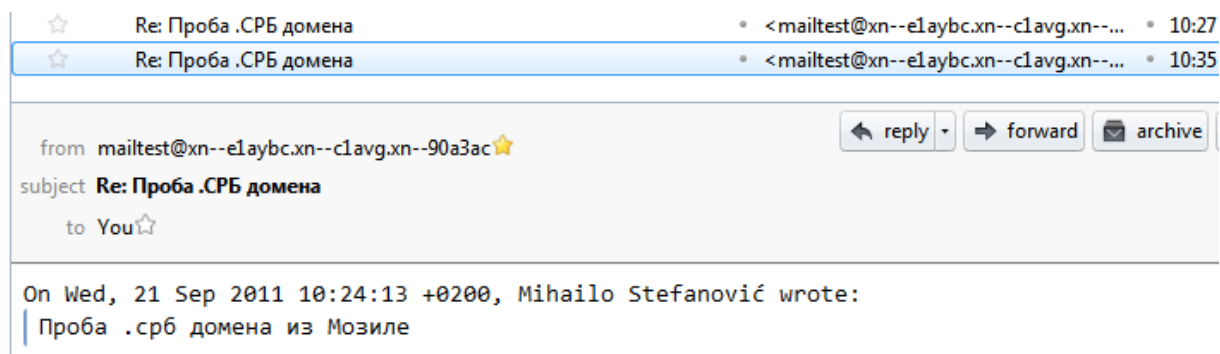 Re: Проба .СРБ домена • <mailtest@xn--e1aybc.xn--c1avg.xn--... • 10:27
Re: Проба .СРБ домена • <mailtest@xn--e1aybc.xn--c1avg.xn--... • 10:35
reply forward archive
from mailtest@xn--e1aybc.xn--c1avg.xn--90a3ac
subject Re: Проба .СРБ домена
to You
On Wed, 21 Sep 2011 10:24:13 +0200, Mihailo Stefanović wrote:
Проба .срб домена из Мозиле